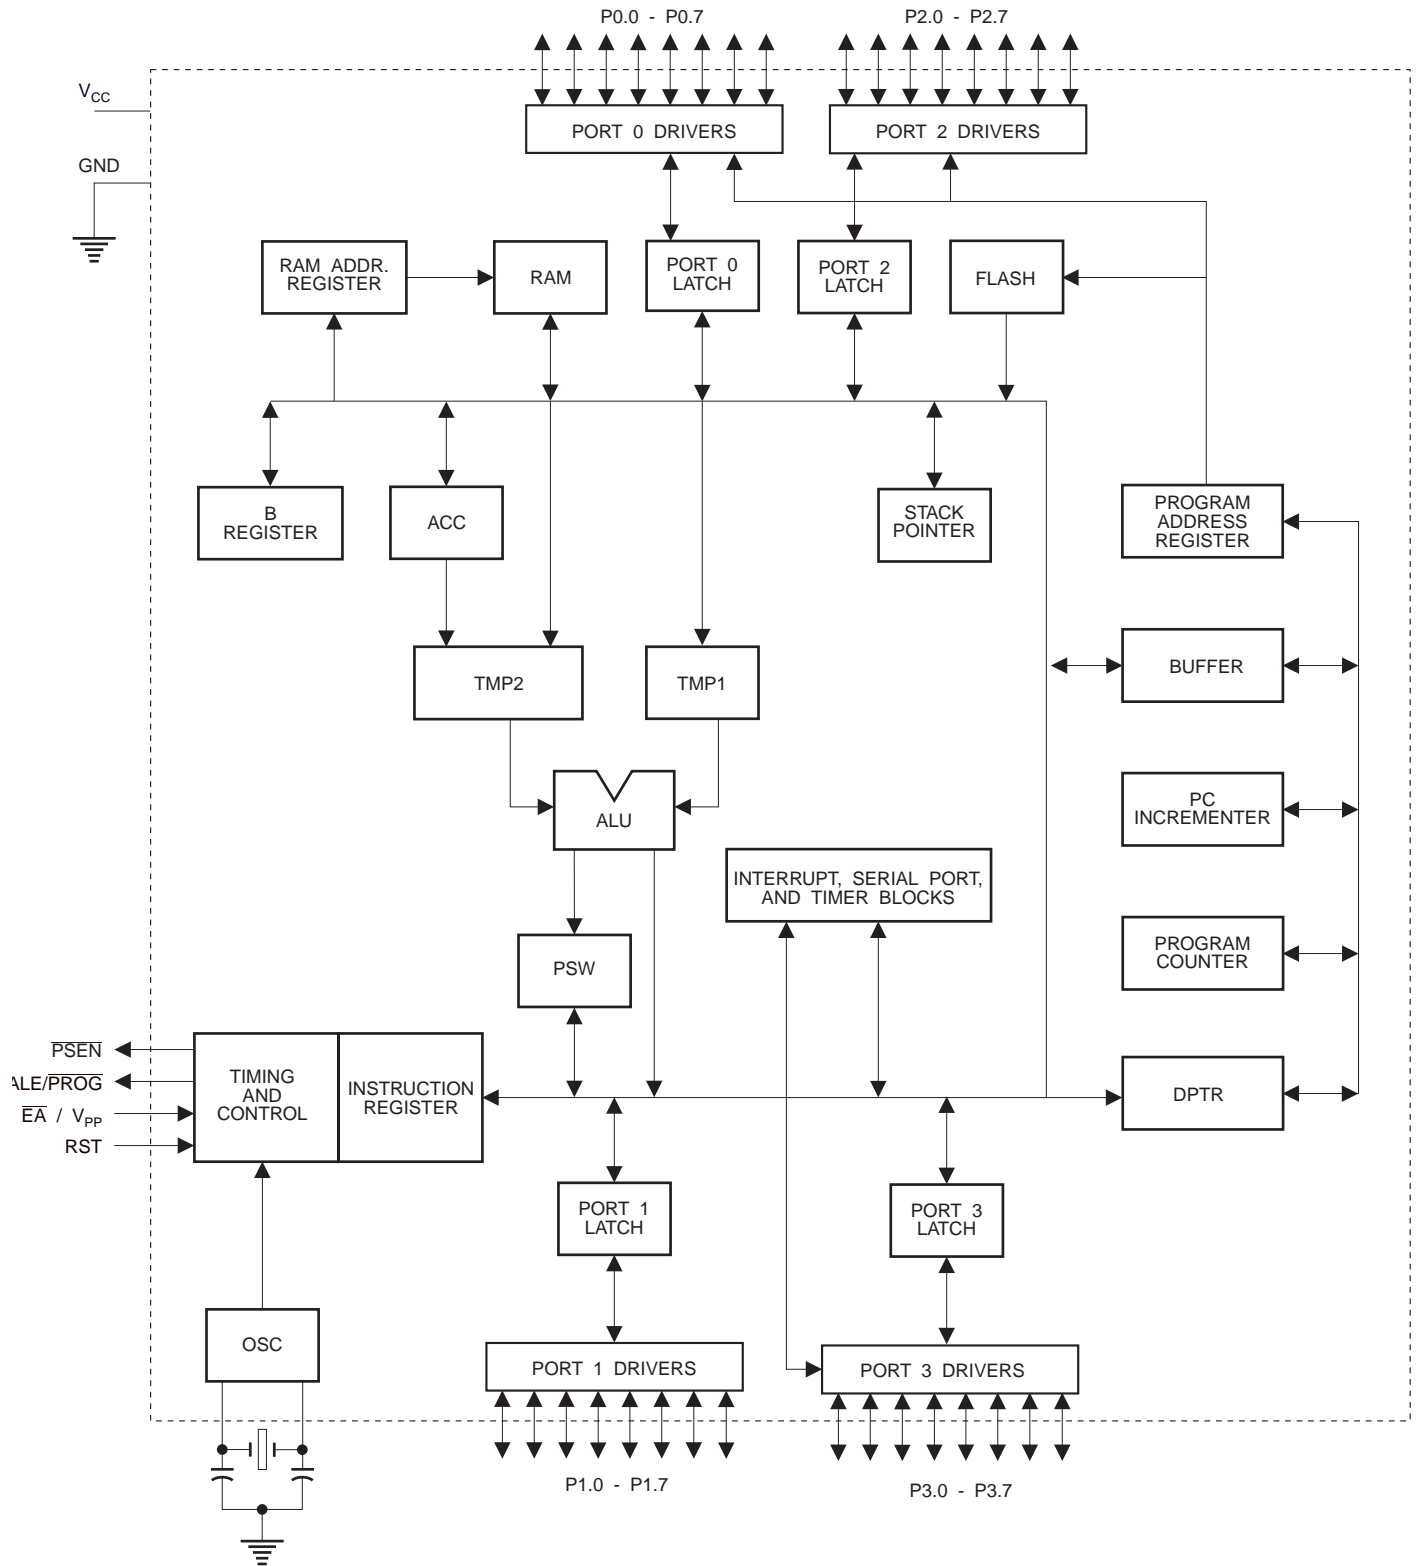 P0.0 - P0.7
P2.0 - P2.7
VCC
GND
PORT 0 DRIVERS
PORT 2 DRIVERS
RAM ADDR.
REGISTER
RAM
PORT 0
LATCH
PORT 2
LATCH
FLASH
B
REGISTER
ACC
STACK
POINTER
PROGRAM
ADDRESS
REGISTER
TMP2
TMP1
BUFFER
ALU
PC
INCREMENTER
INTERRUPT, SERIAL PORT,
AND TIMER BLOCKS
PSW
PROGRAM
COUNTER
PSEN
ALE/PROG
EA / VPP
RST
TIMING
AND
CONTROL
INSTRUCTION
REGISTER
DPTR
PORT 1
LATCH
PORT 3
LATCH
OSC
PORT 1 DRIVERS
PORT 3 DRIVERS
P1.0 - P1.7
P3.0 - P3.7